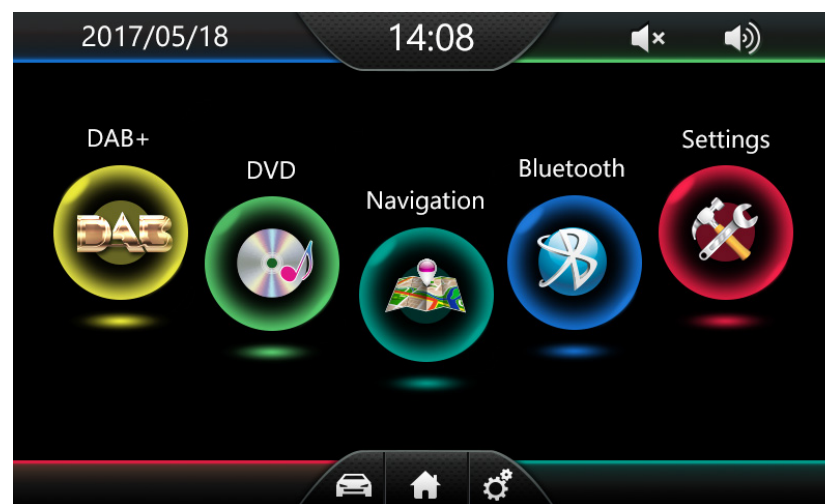 2017/05/18
14:08
DAB+
DVD
Navigation
Bluetooth
Settings
DAB